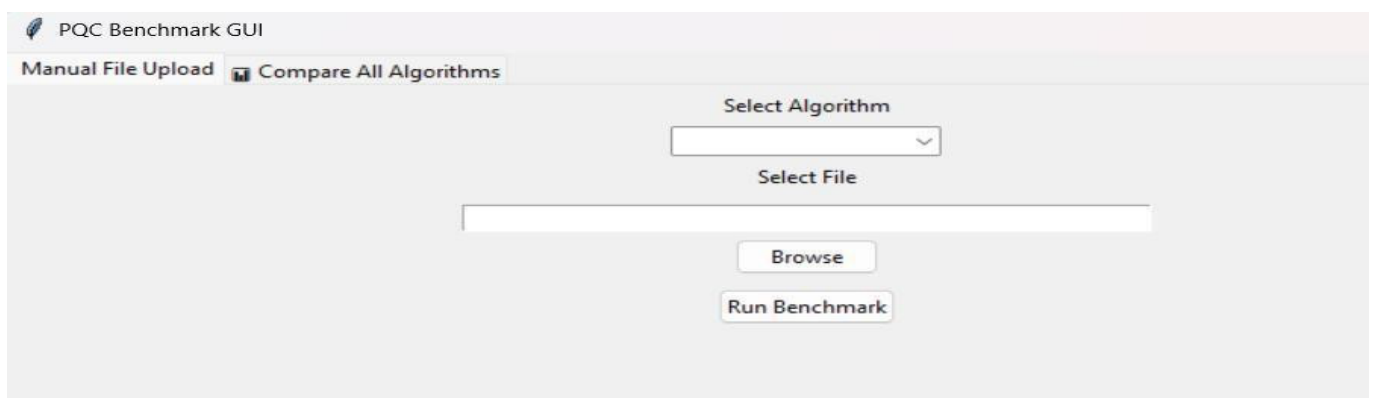 PQC Benchmark GUI
Manual File Upload Compare All Algorithms
Select Algorithm
Select File
Browse
Run Benchmark